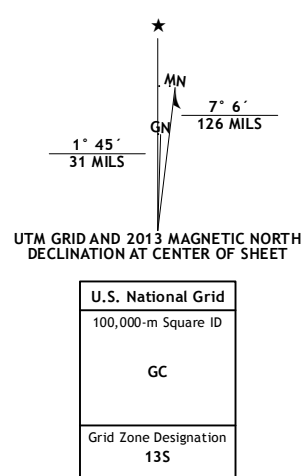 ★
MN
GN
7° 6´
126 MILS
1° 45´
31 MILS
UTM GRID AND 2013 MAGNETIC NORTH
DECLINATION AT CENTER OF SHEET
U.S. National Grid
100,000-m Square ID
GC
Grid Zone Designation
13S